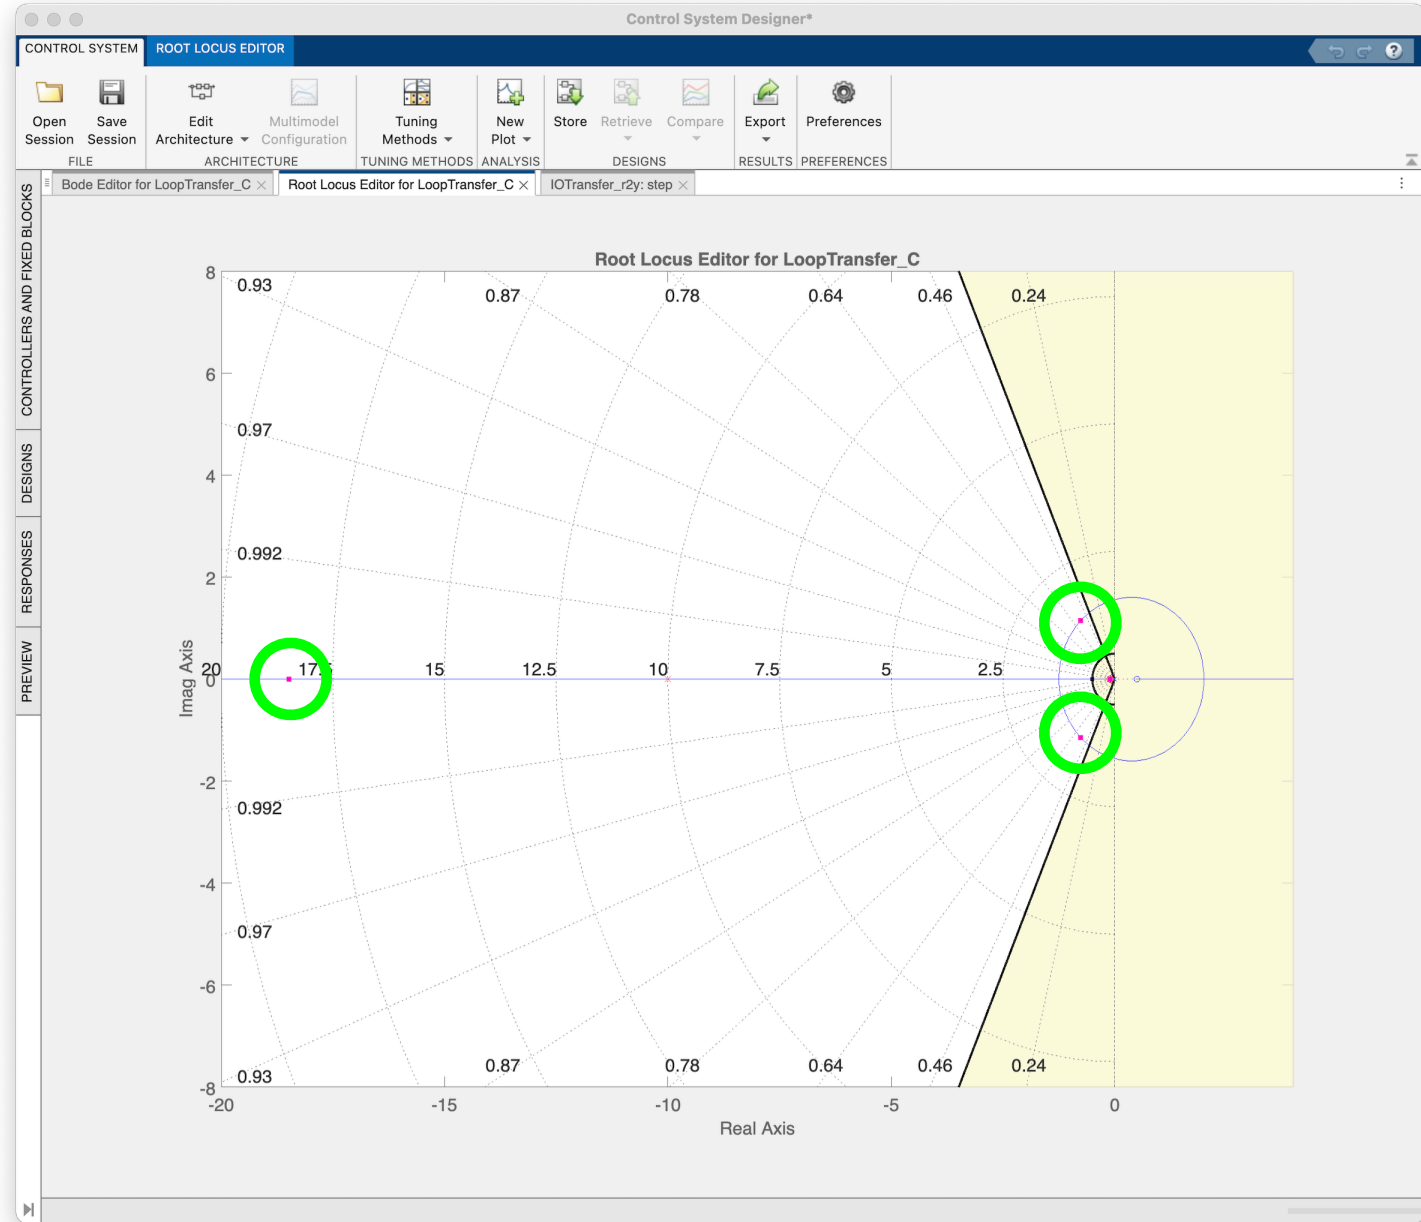 Control System Designer*
CONTROL SYSTEM ROOT LOCUS EDITOR
?
Open Session
Save Session
Edit Architecture
Multimodel Configuration
Tuning Methods
New Plot
Store
Retrieve
Compare
Export
Preferences
FILE ARCHITECTURE TUNING METHODS ANALYSIS DESIGNS RESULTS PREFERENCES
Bode Editor for LoopTransfer_C
Root Locus Editor for LoopTransfer_C
IOTransfer_r2y: step
CONTROLLERS AND FIXED BLOCKS
DESIGNS
RESPONSES
PREVIEW
Root Locus Editor for LoopTransfer_C
8
0.93 0.87 0.78 0.64 0.46 0.24
6
0.97
4
0.992
2
20 17.5 15 12.5 10 7.5 5 2.5
0
Imag Axis
-2
0.992
-4
0.97
-6
0.93 0.87 0.78 0.64 0.46 0.24
-8
-20 -15 -10 -5 0
Real Axis